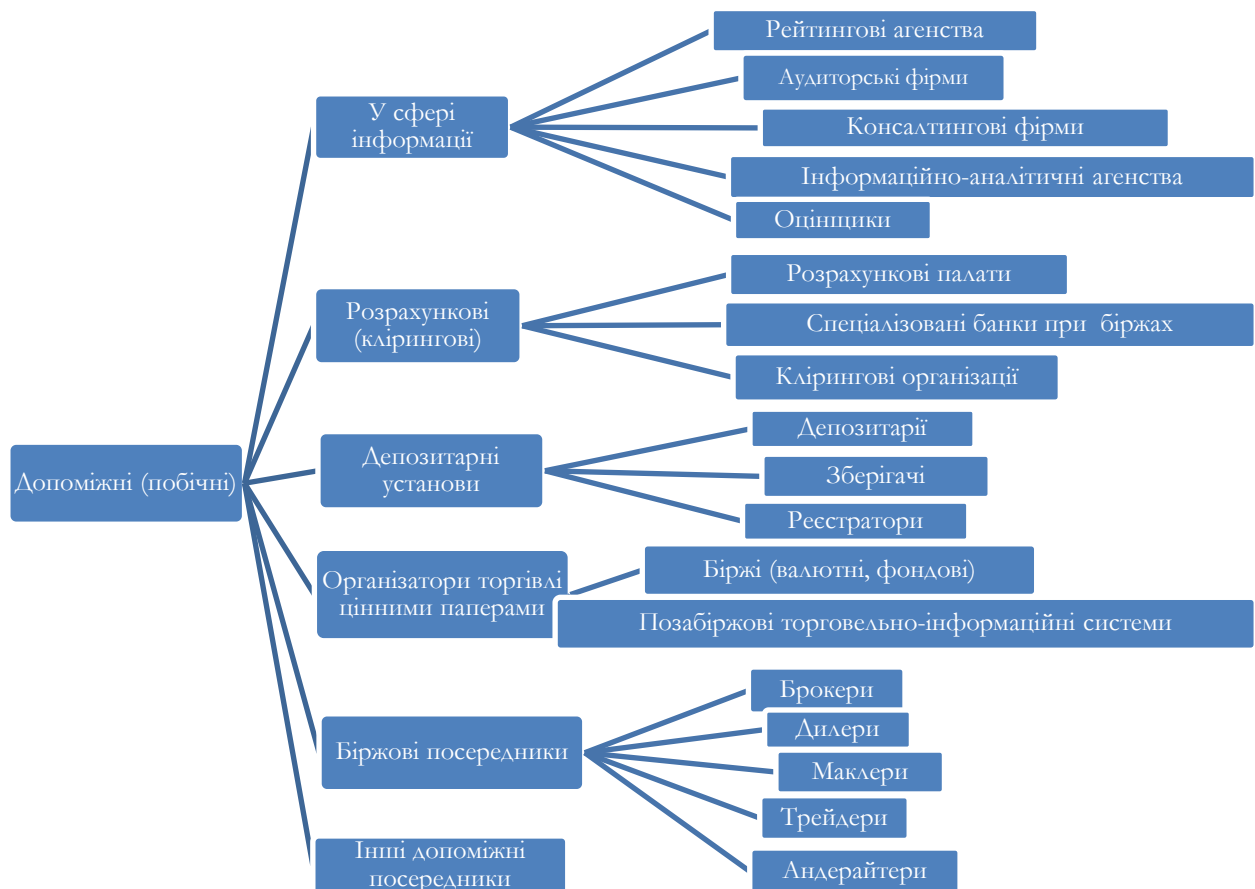 Допоміжні (побічні)
У сфері
інформації
Рейтингові агенства
Аудиторські фірми
Консалтингові фірми
Інформаційно-аналітичні агенства
Оцінщики
Розрахункові
(клірингові)
Розрахункові палати
Спеціалізовані банки при біржах
Клірингові організації
Депозитарні
установи
Депозитарії
Зберігачі
Реєстратори
Організатори торгівлі
цінними паперами
Біржі (валютні, фондові)
Позабіржові торговельно-інформаційні системи
Біржові посередники
Брокери
Дилери
Маклери
Трейдери
Андерайтери
Інші допоміжні
посередники